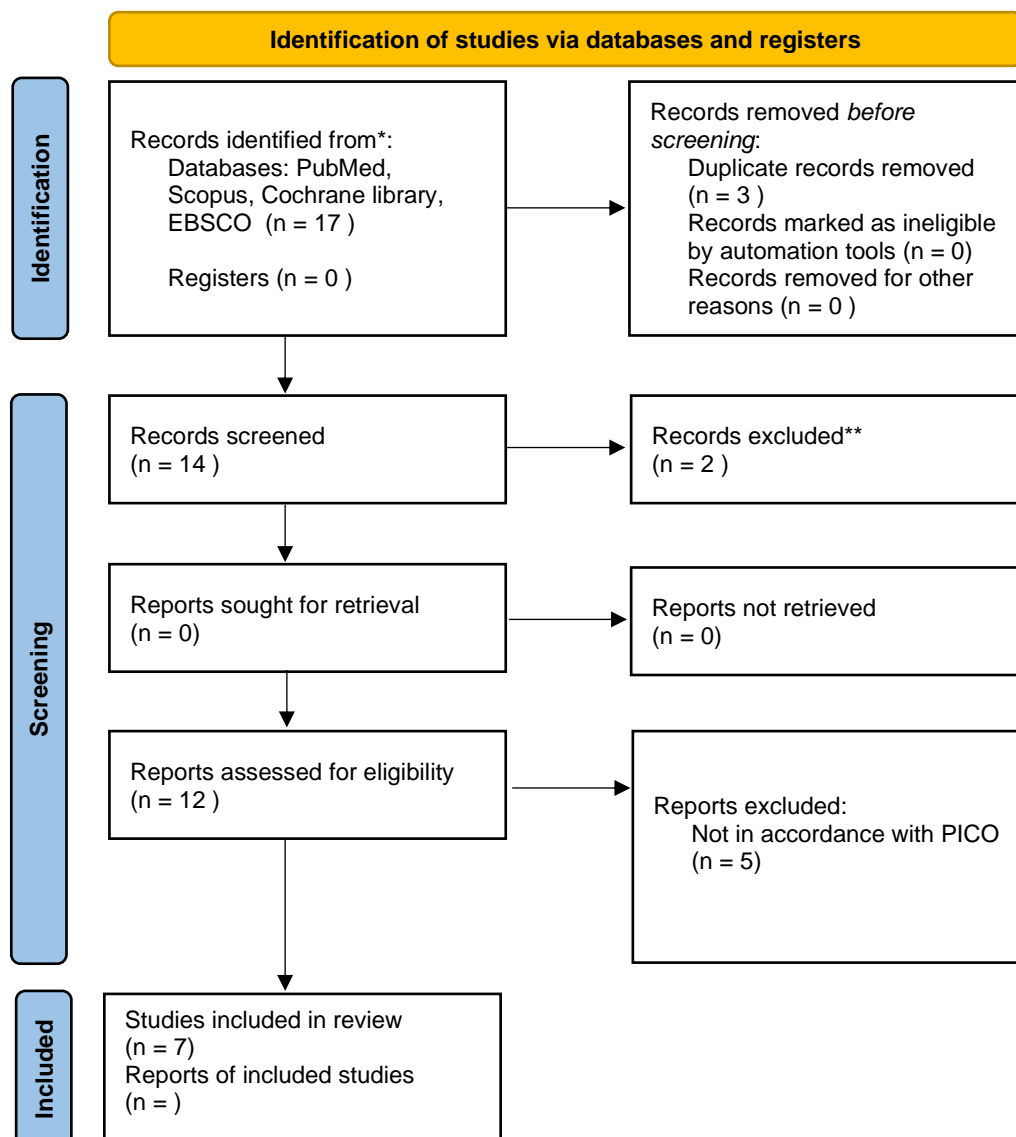 Identification of studies via databases and registers
Identification
Records identified from*:
Databases: PubMed,
Scopus, Cochrane library,
EBSCO  (n = 17 )
Registers (n = 0 )
Records removed before
screening:
Duplicate records removed
(n = 3 )
Records marked as ineligible
by automation tools (n = 0)
Records removed for other
reasons (n = 0 )
Screening
Records screened
(n = 14 )
Records excluded**
(n = 2 )
Reports sought for retrieval
(n = 0)
Reports not retrieved
(n = 0)
Reports assessed for eligibility
(n = 12 )
Reports excluded:
Not in accordance with PICO
(n = 5)
Included
Studies included in review
(n = 7)
Reports of included studies
(n = )